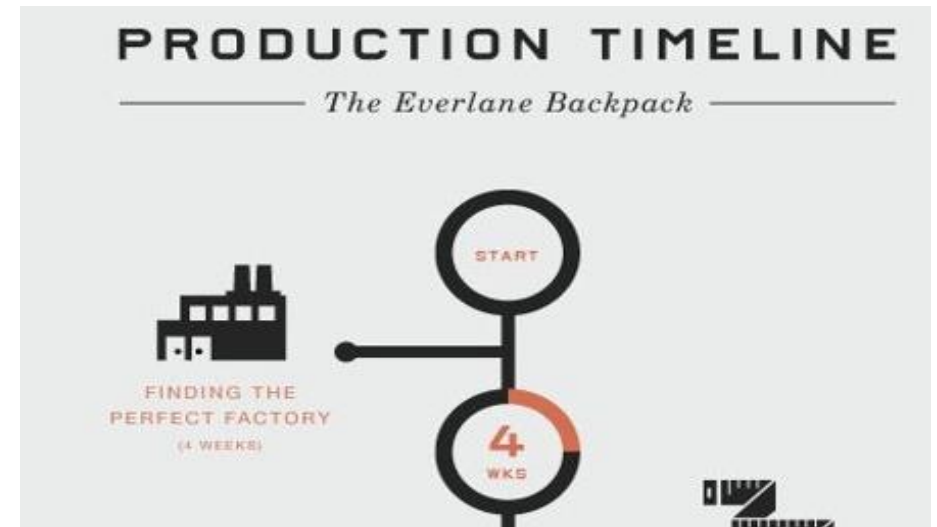 PRODUCTION TIMELINE
The Everlane Backpack
START
FINDING THE
PERFECT FACTORY
(4 WEEKS)
4
WKS